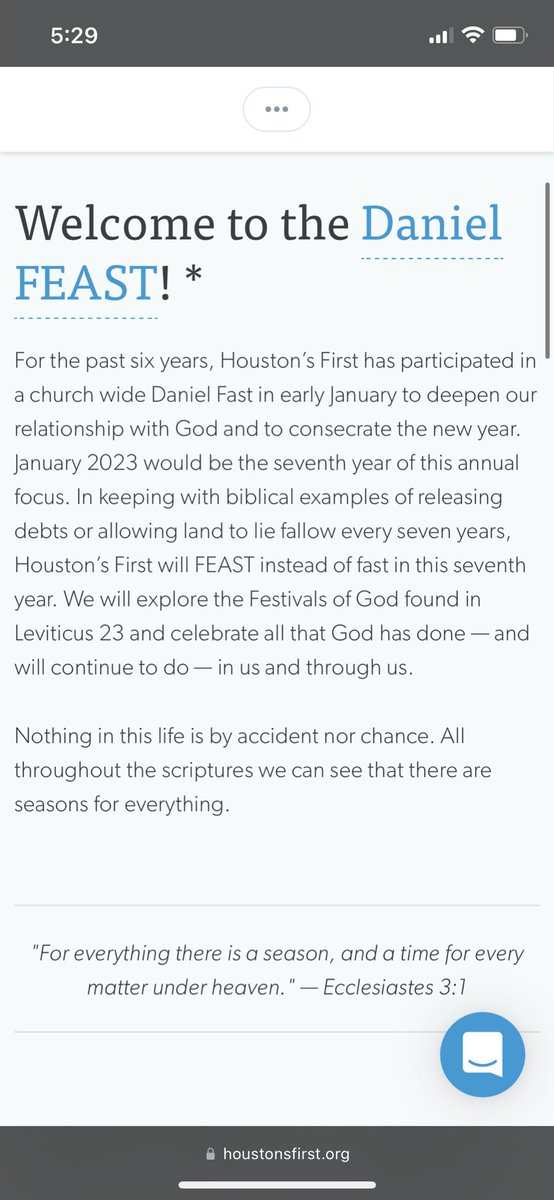 5:29
Welcome to the Daniel
FEAST! *
For the past six years, Houston’s First has participated in
a church wide Daniel Fast in early January to deepen our
relationship with God and to consecrate the new year.
January 2023 would be the seventh year of this annual
focus. In keeping with biblical examples of releasing
debts or allowing land to lie fallow every seven years,
Houston’s First will FEAST instead of fast in this seventh
year. We will explore the Festivals of God found in
Leviticus 23 and celebrate all that God has done — and
will continue to do — in us and through us.
Nothing in this life is by accident nor chance. All
throughout the scriptures we can see that there are
seasons for everything.
"For everything there is a season, and a time for every
matter under heaven." — Ecclesiastes 3:1
houstonsfirst.org